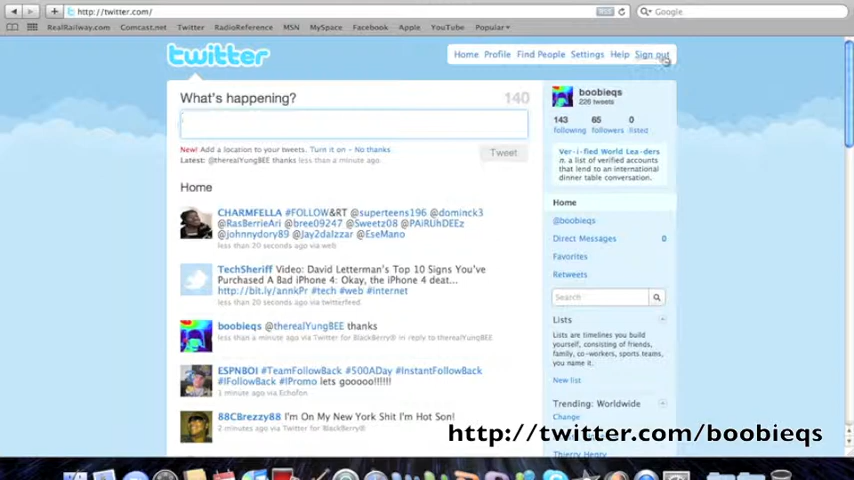 http://twitter.com/
Google
RealRailway.com Comcast.net Twitter RadioReference MSN MySpace Facebook Apple YouTube Popular
twitter
Home Profile Find People Settings Help Sign out
What's happening? 140
New! Add a location to your tweets. Turn it on - No thanks
Latest: @therealYungBEE thanks less than a minute ago.
Tweet
Home
CHARMFELLA #FOLLOW&RT @superteens196 @dominck3
@RasBerrieAri @bree09247 @Sweetz08 @PAiRUhDEEz
@johnnydory89 @Jay2daIzzar @EseMano
less than 20 seconds ago via web
TechSheriff Video: David Letterman's Top 10 Signs You've
Purchased A Bad iPhone 4: Okay, the iPhone 4 deat...
http://bit.ly/annkPr #tech #web #internet
less than 20 seconds ago via twitterfeed.
boobieqs @therealYungBEE thanks
less than a minute ago via Twitter for BlackBerry® in reply to therealYungBEE
ESPNBOI #TeamFollowBack #500ADay #InstantFollowBack
#IFollowBack #IPromo lets gooooo!!!!!!
1 minute ago via Echofon
88CBrezzy88 I'm On My New York Shit I'm Hot Son!
2 minutes ago via Twitter for BlackBerry®
boobieqs
226 tweets
143 65 0
following followers listed
Ver-i-fied World Lea-ders
n. a list of verified accounts
that lend to an international
dinner table conversation.
Home
@boobieqs
Direct Messages 0
Favorites
Retweets
Search
Lists
Lists are timelines you build
yourself, consisting of friends,
family, co-workers, sports teams,
you name it.
New list
Trending: Worldwide
Change
Thierry Henry
http://twitter.com/boobieqs